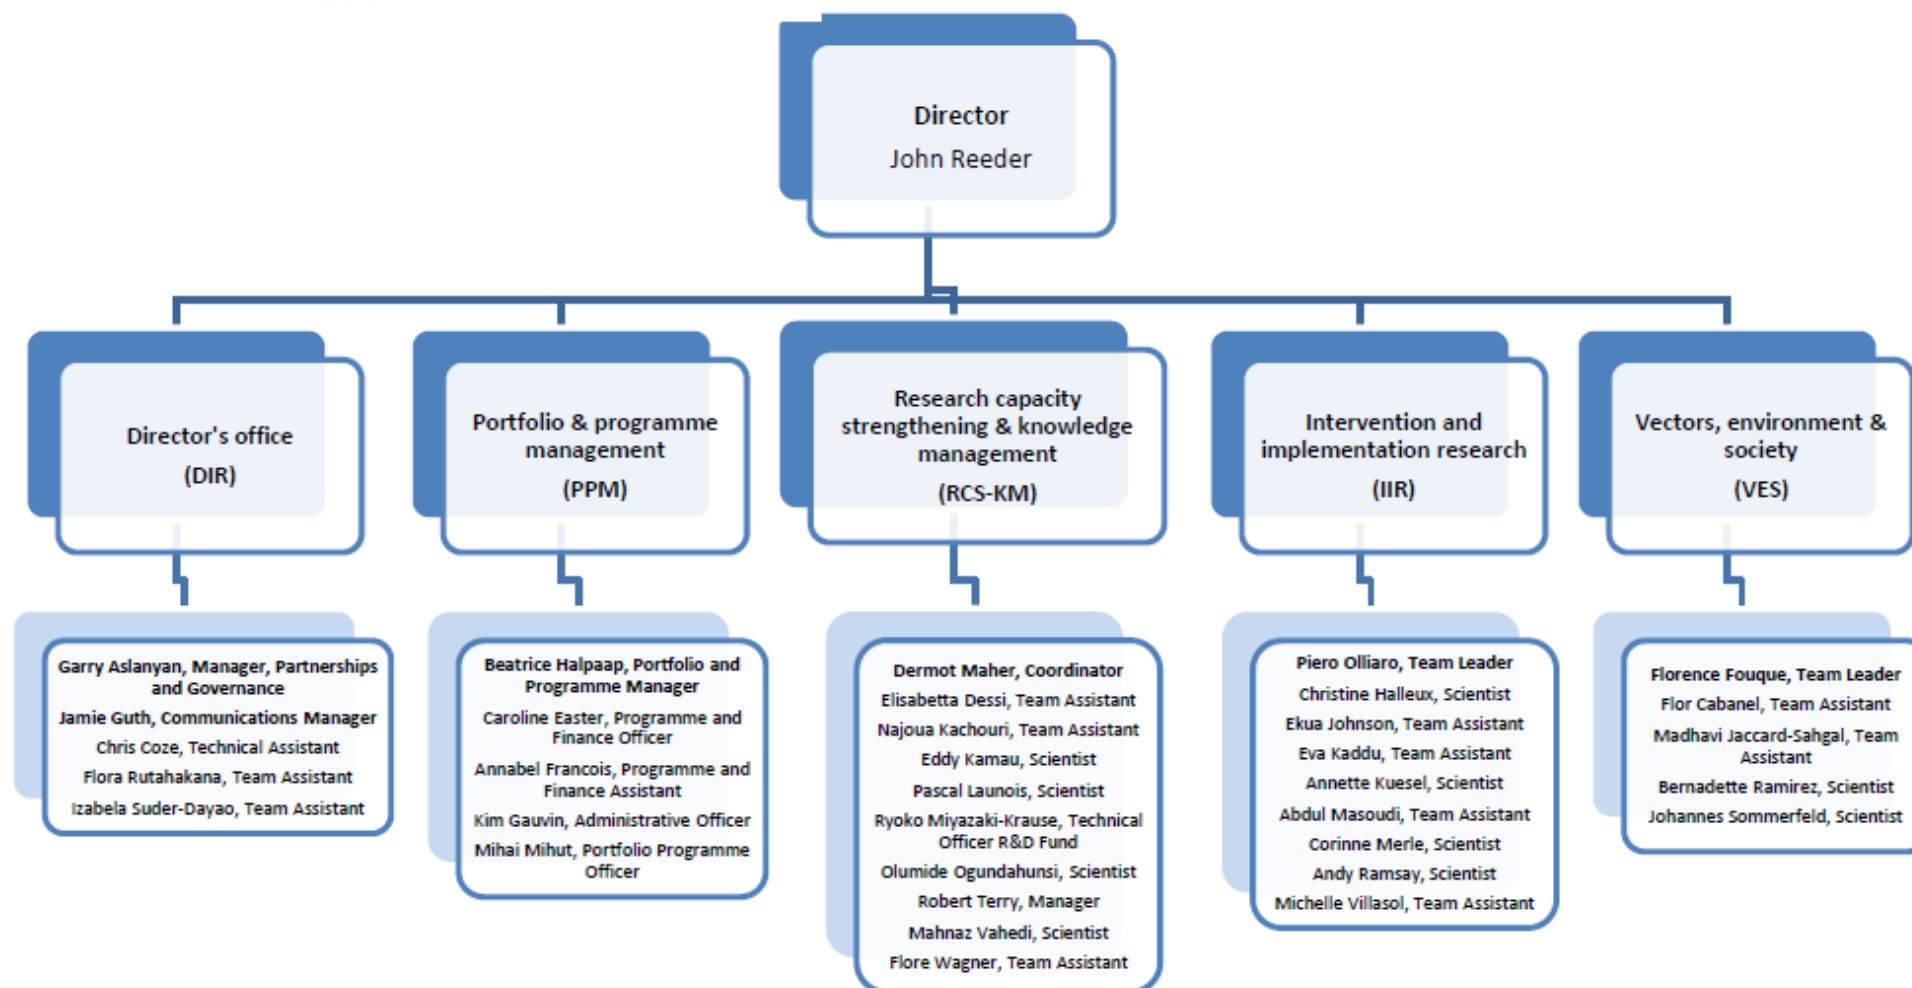 Director
John Reeder
Director's office
(DIR)
Portfolio & programme
management
(PPM)
Research capacity
strengthening & knowledge
management
(RCS-KM)
Intervention and
implementation research
(IIR)
Vectors, environment &
society
(VES)
Garry Aslanyan, Manager, Partnerships
and Governance
Jamie Guth, Communications Manager
Chris Coze, Technical Assistant
Flora Rutahakana, Team Assistant
Izabela Suder-Dayao, Team Assistant
Beatrice Halpaap, Portfolio and
Programme Manager
Caroline Easter, Programme and
Finance Officer
Annabel Francois, Programme and
Finance Assistant
Kim Gauvin, Administrative Officer
Mihai Mihut, Portfolio Programme
Officer
Dermot Maher, Coordinator
Elisabetta Dessi, Team Assistant
Najoua Kachouri, Team Assistant
Eddy Kamau, Scientist
Pascal Launois, Scientist
Ryoko Miyazaki-Krause, Technical
Officer R&D Fund
Olumide Ogundahunsi, Scientist
Robert Terry, Manager
Mahnaz Vahedi, Scientist
Flore Wagner, Team Assistant
Piero Olliaro, Team Leader
Christine Halleux, Scientist
Ekua Johnson, Team Assistant
Eva Kaddu, Team Assistant
Annette Kuesel, Scientist
Abdul Masoudi, Team Assistant
Corinne Merle, Scientist
Andy Ramsay, Scientist
Michelle Villasol, Team Assistant
Florence Fouque, Team Leader
Flor Cabanel, Team Assistant
Madhavi Jaccard-Sahgal, Team
Assistant
Bernadette Ramirez, Scientist
Johannes Sommerfeld, Scientist